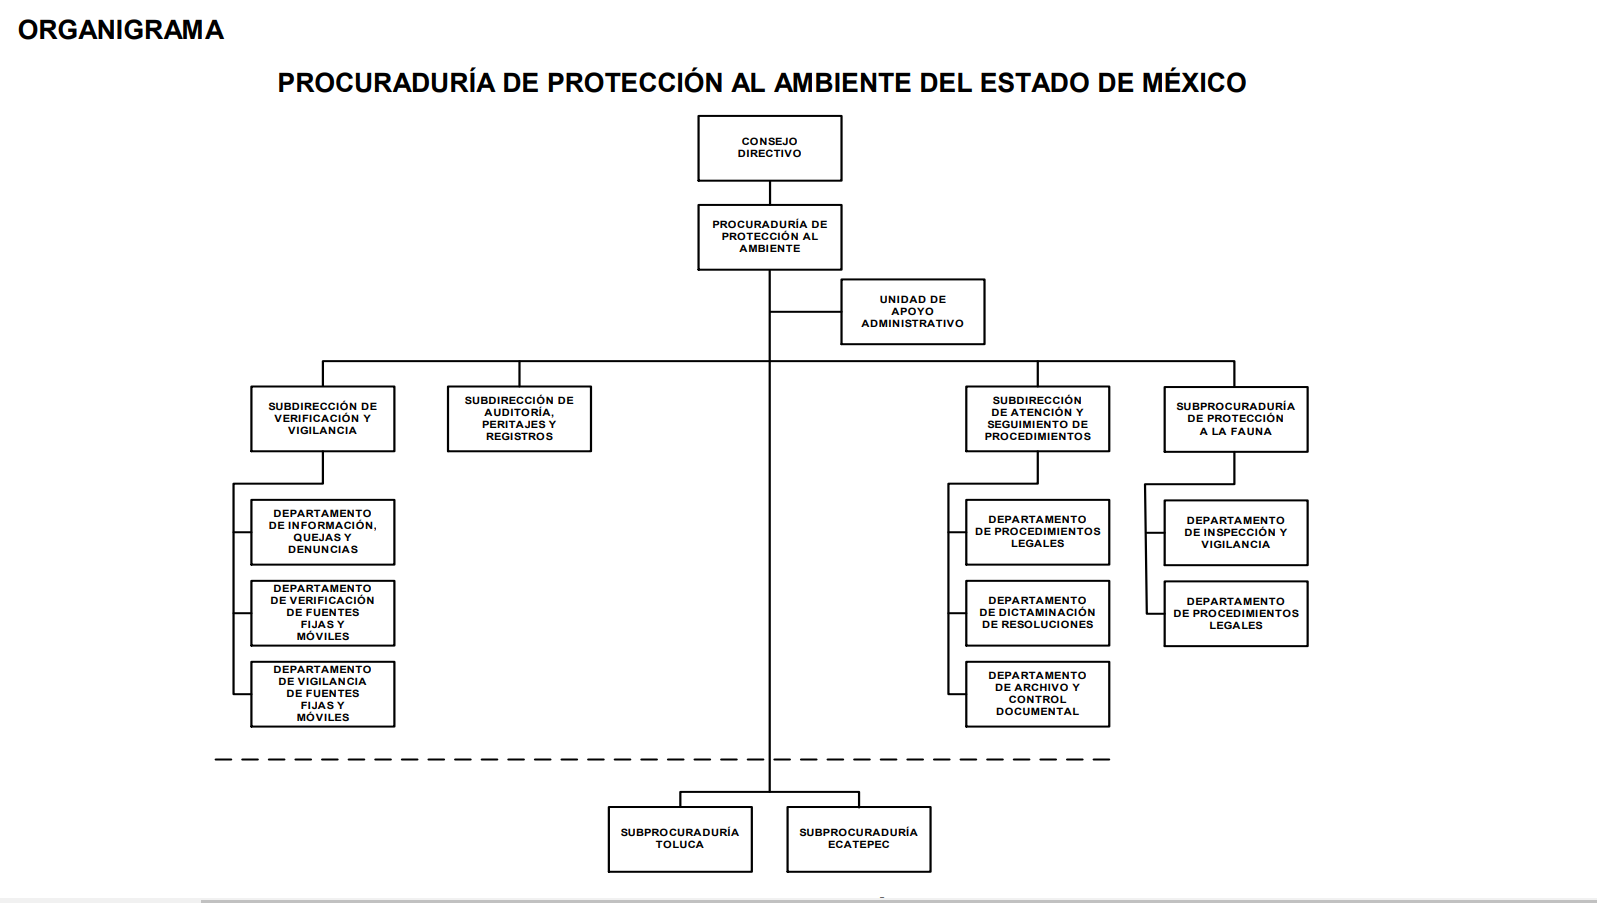 ORGANIGRAMA
PROCURADURÍA DE PROTECCIÓN AL AMBIENTE DEL ESTADO DE MÉXICO
CONSEJO
DIRECTIVO
PROCURADURÍA DE
PROTECCIÓN AL
AMBIENTE
UNIDAD DE
APOYO
ADMINISTRATIVO
SUBDIRECCIÓN DE
VERIFICACIÓN Y
VIGILANCIA
SUBDIRECCIÓN DE
AUDITORÍA,
PERITAJES Y
REGISTROS
SUBDIRECCIÓN
DE ATENCIÓN Y
SEGUIMIENTO DE
PROCEDIMIENTOS
SUBPROCURADURÍA
DE PROTECCIÓN
A LA FAUNA
DEPARTAMENTO
DE INFORMACIÓN,
QUEJAS Y
DENUNCIAS
DEPARTAMENTO
DE VERIFICACIÓN
DE FUENTES
FIJAS Y
MÓVILES
DEPARTAMENTO
DE VIGILANCIA
DE FUENTES
FIJAS Y
MÓVILES
DEPARTAMENTO
DE PROCEDIMIENTOS
LEGALES
DEPARTAMENTO
DE DICTAMINACIÓN
DE RESOLUCIONES
DEPARTAMENTO
DE ARCHIVO Y
CONTROL
DOCUMENTAL
DEPARTAMENTO
DE INSPECCIÓN Y
VIGILANCIA
DEPARTAMENTO
DE PROCEDIMIENTOS
LEGALES
SUBPROCURADURÍA
TOLUCA
SUBPROCURADURÍA
ECATEPEC